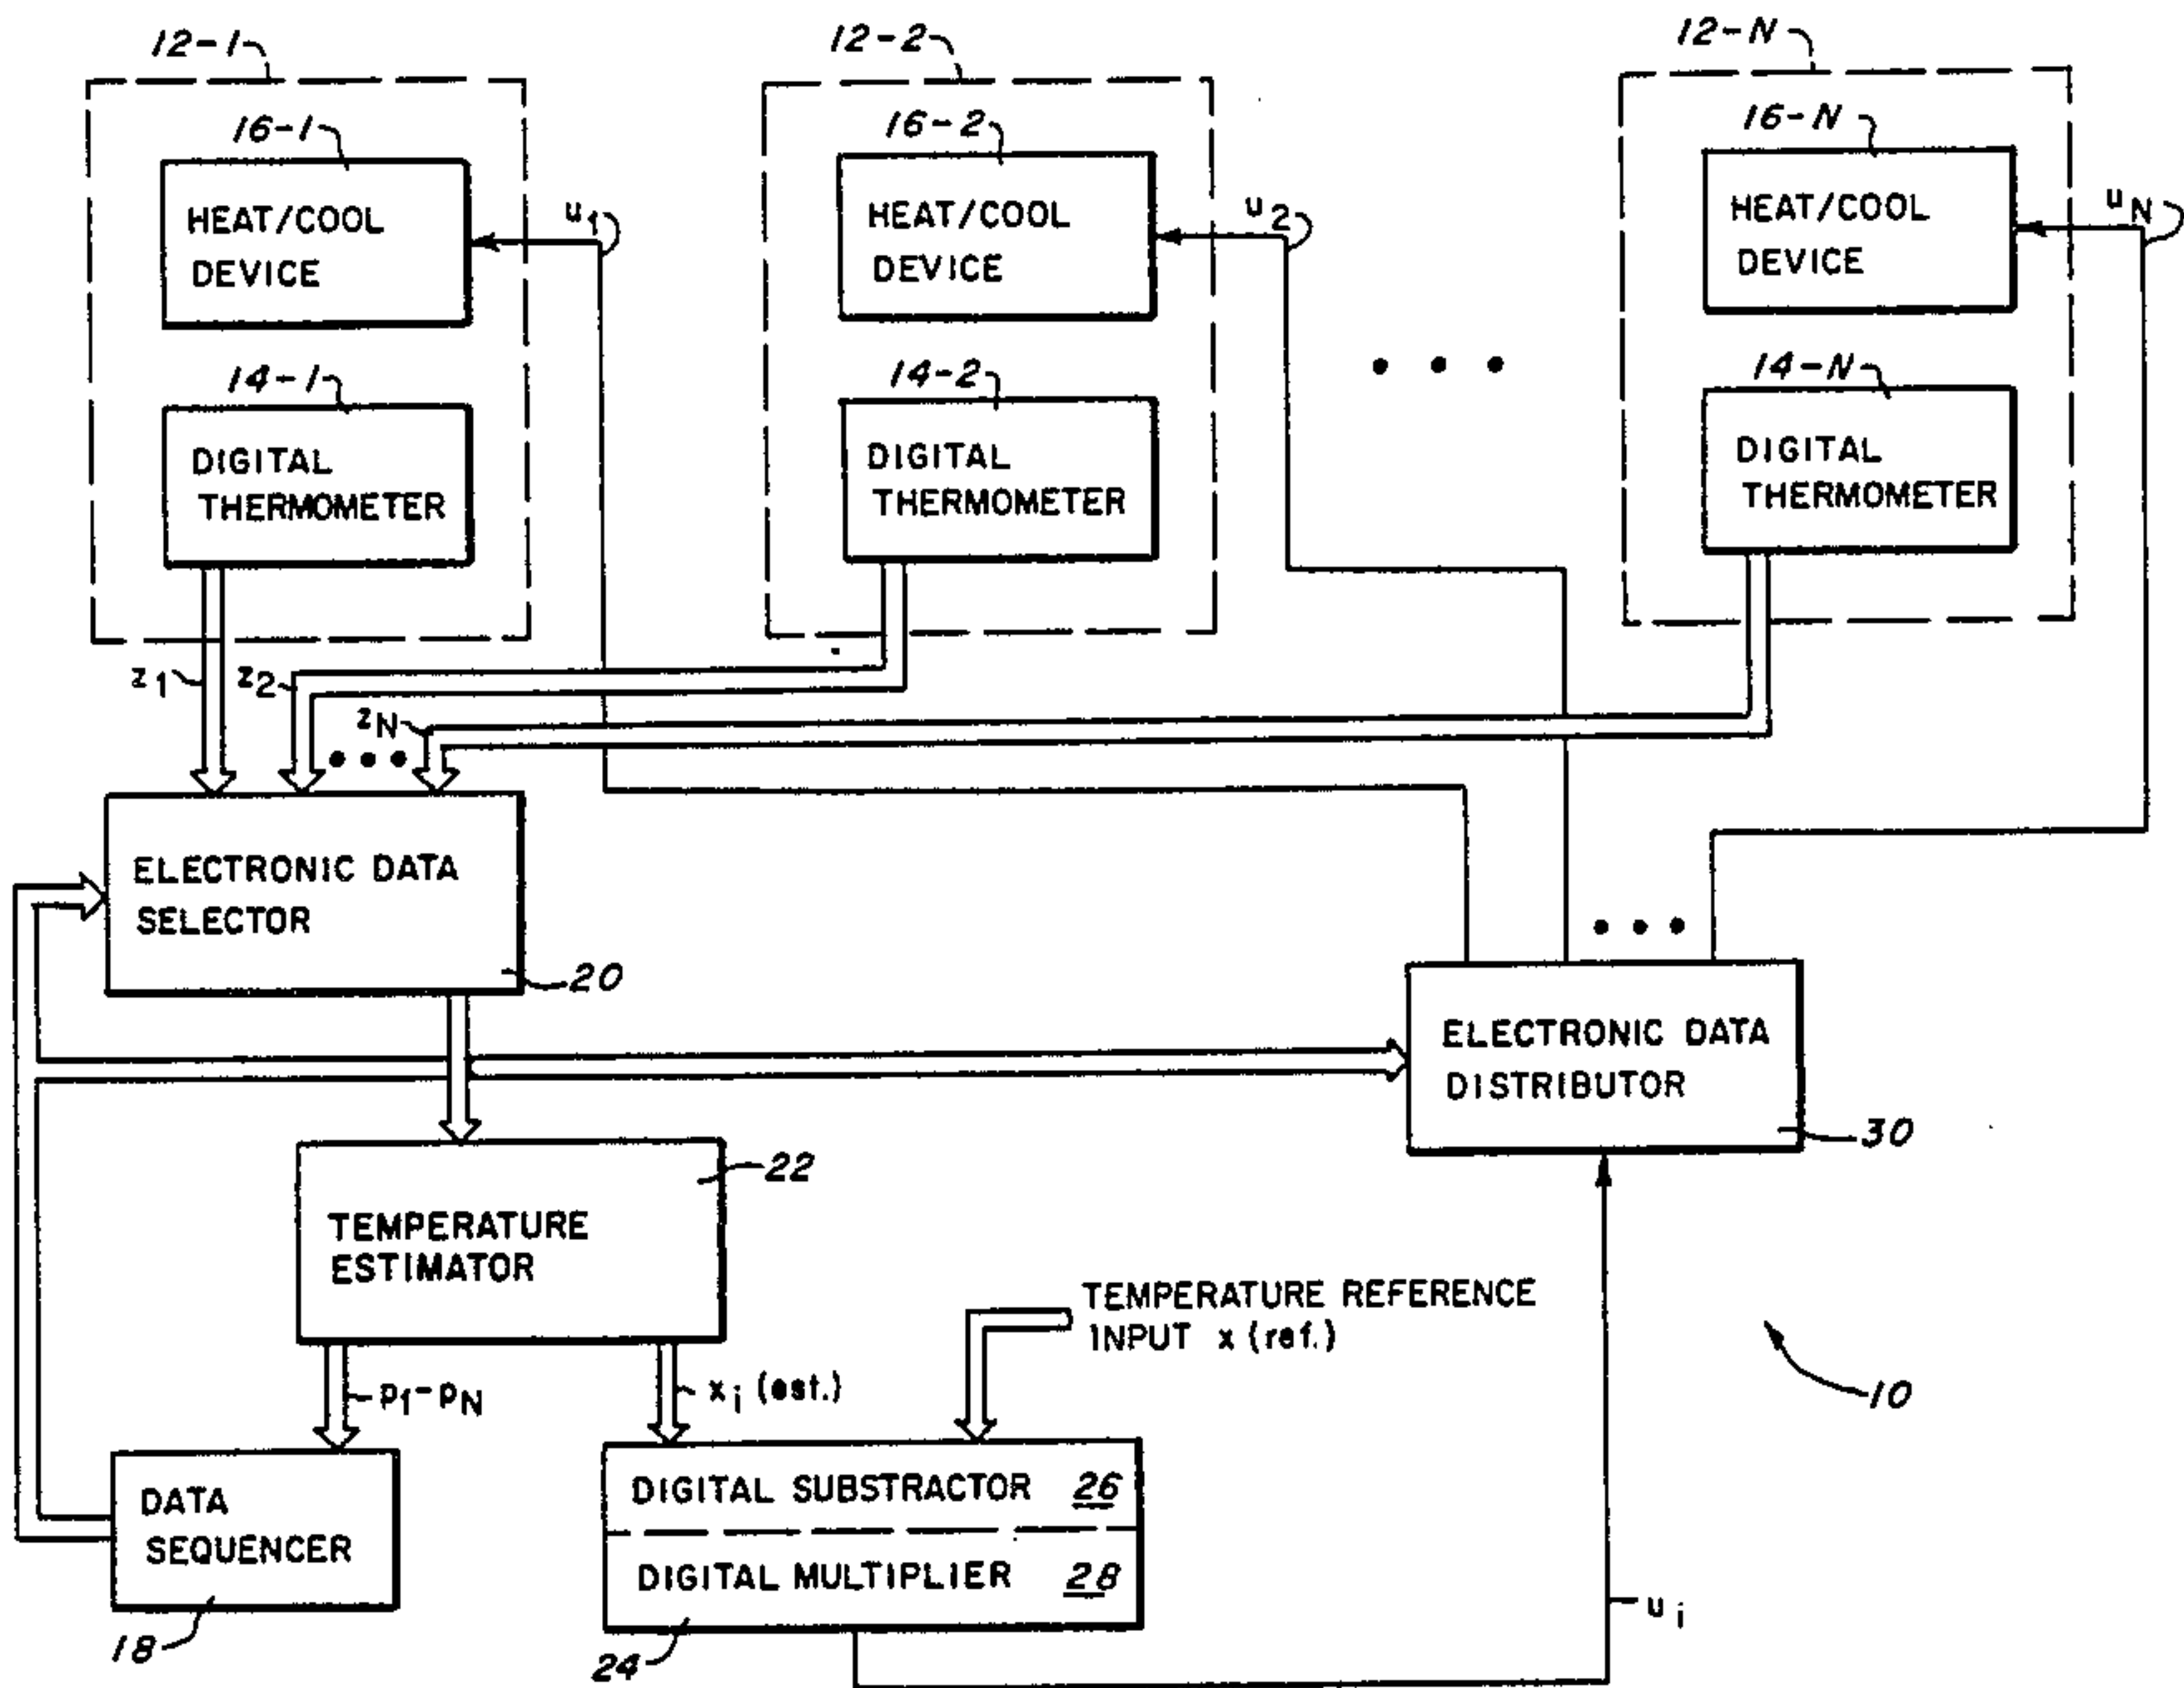 12-1
12-2
12-N
16-1
16-2
16-N
HEAT/COOL
DEVICE
u1
HEAT/COOL
DEVICE
u2
HEAT/COOL
DEVICE
uN
14-1
14-2
14-N
DIGITAL
THERMOMETER
DIGITAL
THERMOMETER
DIGITAL
THERMOMETER
z1
z2
zN
ELECTRONIC DATA
SELECTOR
20
ELECTRONIC DATA
DISTRIBUTOR
30
22
TEMPERATURE
ESTIMATOR
TEMPERATURE REFERENCE
INPUT x (ref.)
p1-pN
xi (est.)
10
DATA
SEQUENCER
18
DIGITAL SUBSTRACTOR 26
DIGITAL MULTIPLIER 28
24
ui